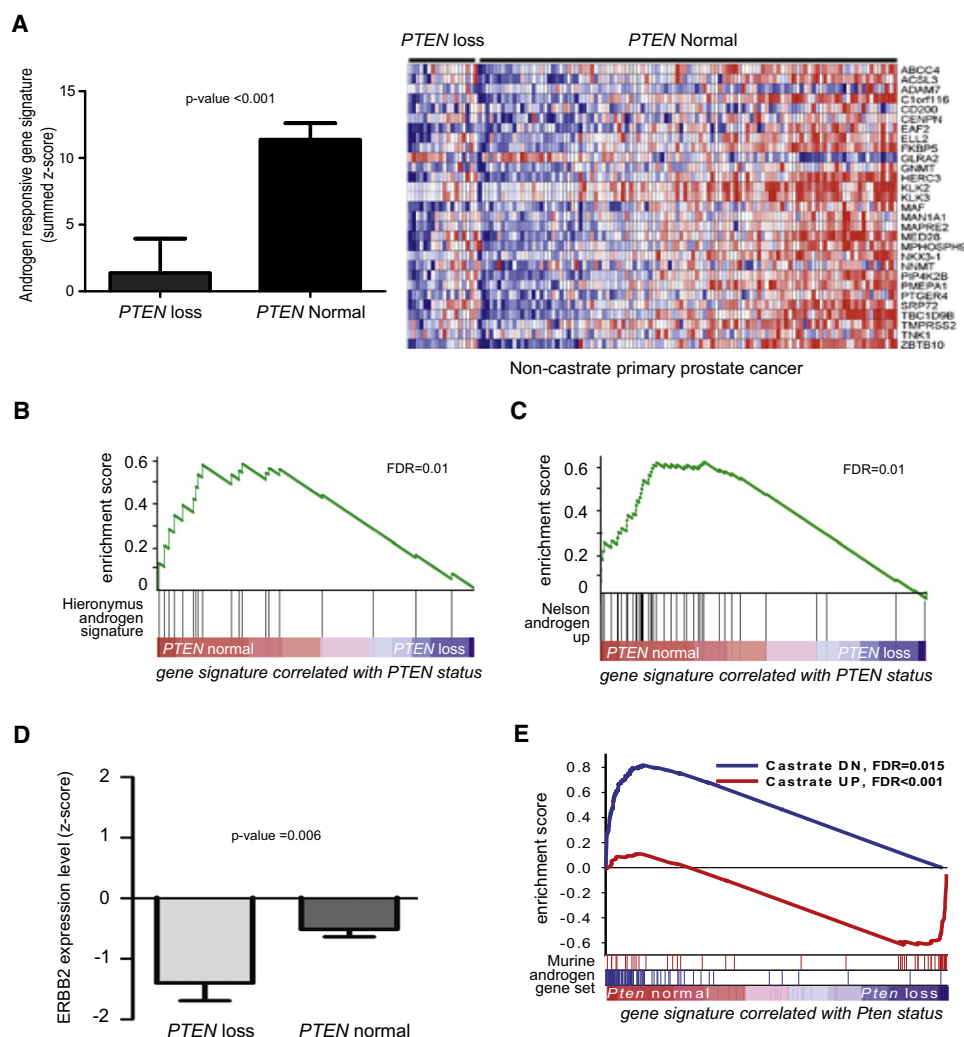 A
PTEN loss
PTEN Normal
Androgen responsive gene signature
(summed z-score)
15
10
5
0
p-value <0.001
PTEN loss
PTEN Normal
ABCC4
ACSL3
ADAM7
C1orf116
CD200
CENPN
EAF2
ELL2
FKBP5
GLRA2
GNMT
HERC3
KLK2
KLK3
MAF
MAN1A1
MAPRE2
MED28
MPHOSPH9
NKX3-1
NNMT
PIP4K2B
PMEPA1
PTGER4
SRP72
TBC1D9B
TMPRSS2
TNK1
ZBTB10
Non-castrate primary prostate cancer
B
enrichment score
0.6
0.4
0.2
0
FDR=0.01
Hieronymus
androgen
signature
PTEN normal
PTEN loss
gene signature correlated with PTEN status
C
enrichment score
0.6
0.4
0.2
0
FDR=0.01
Nelson
androgen
up
PTEN normal
PTEN loss
gene signature correlated with PTEN status
D
ERBB2 expression level (z-score)
2
1
0
-1
-2
p-value =0.006
PTEN loss
PTEN normal
E
enrichment score
0.8
0.6
0.4
0.2
0.0
-0.2
-0.4
-0.6
Castrate DN, FDR=0.015
Castrate UP, FDR<0.001
Murine
androgen
gene set
Pten normal
Pten loss
gene signature correlated with Pten status